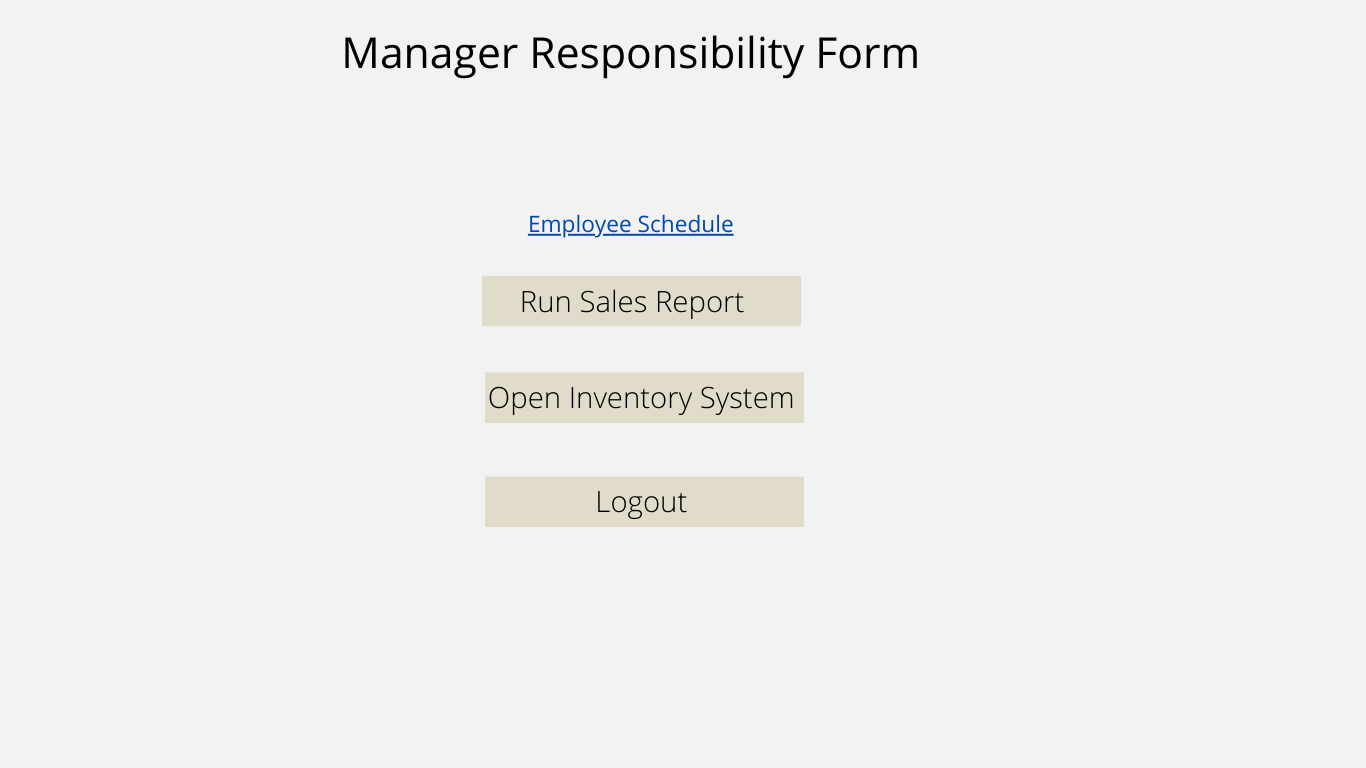 Manager Responsibility Form
Employee Schedule
Run Sales Report
Open Inventory System
Logout